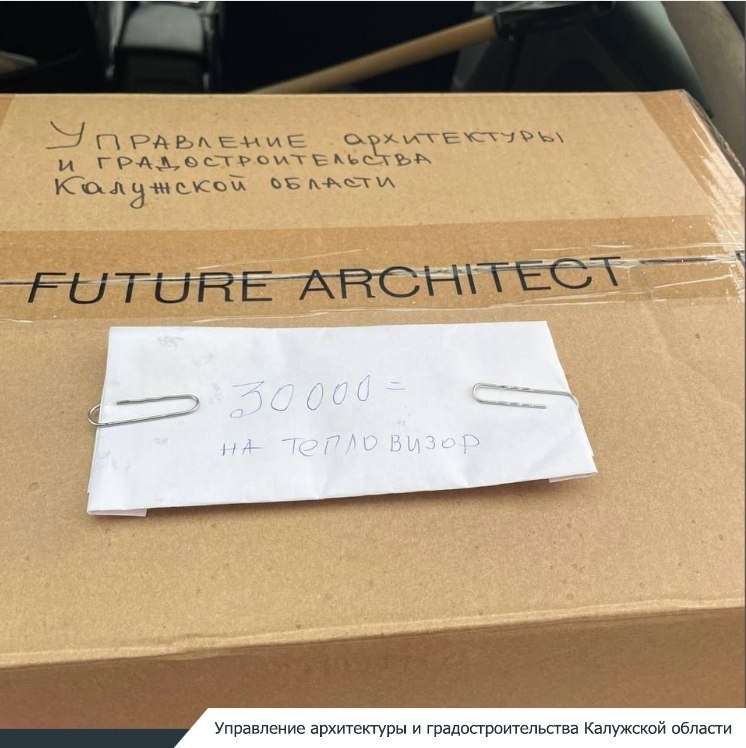 Управление архитектуры
и градостроительства
Калужской области
FUTURE ARCHITECT
30000=
на тепловизор
Управление архитектуры и градостроительства Калужской области